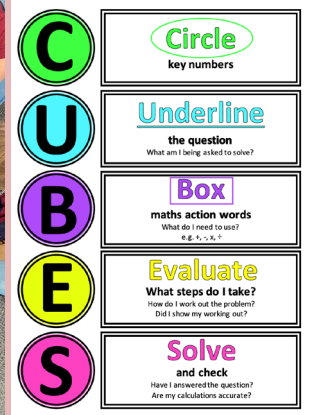 C
Circle
key numbers
U
Underline
the question
What am I being asked to solve?
B
Box
maths action words
What do I need to use?
e.g. +, -, x, ÷
E
Evaluate
What steps do I take?
How do I work out the problem?
Did I show my working out?
S
Solve
and check
Have I answered the question?
Are my calculations accurate?